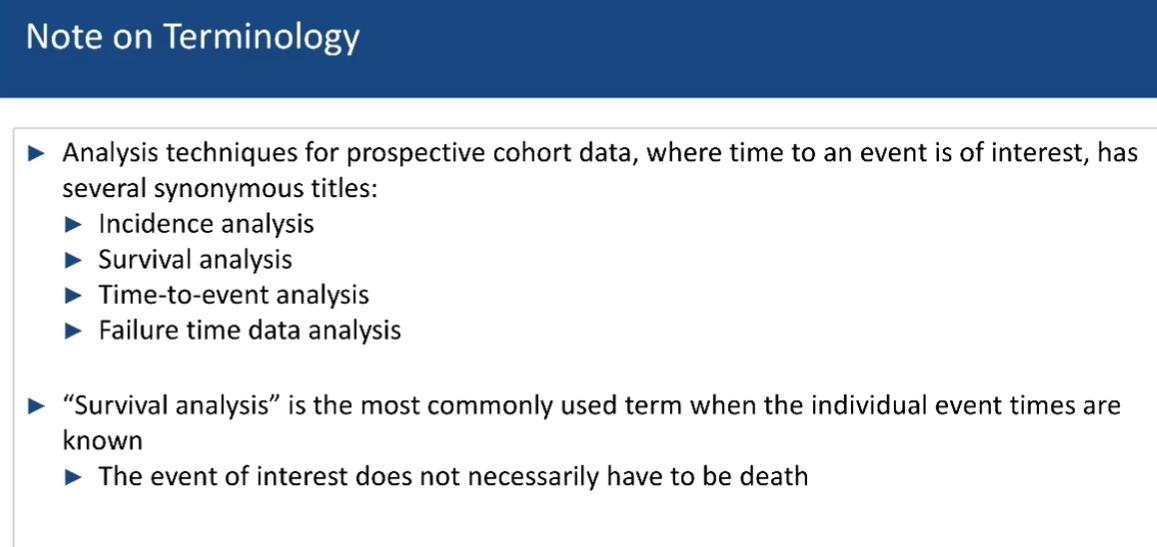 Note on Terminology
► Analysis techniques for prospective cohort data, where time to an event is of interest, has
several synonymous titles:
► Incidence analysis
► Survival analysis
► Time-to-event analysis
► Failure time data analysis
► “Survival analysis” is the most commonly used term when the individual event times are
known
► The event of interest does not necessarily have to be death